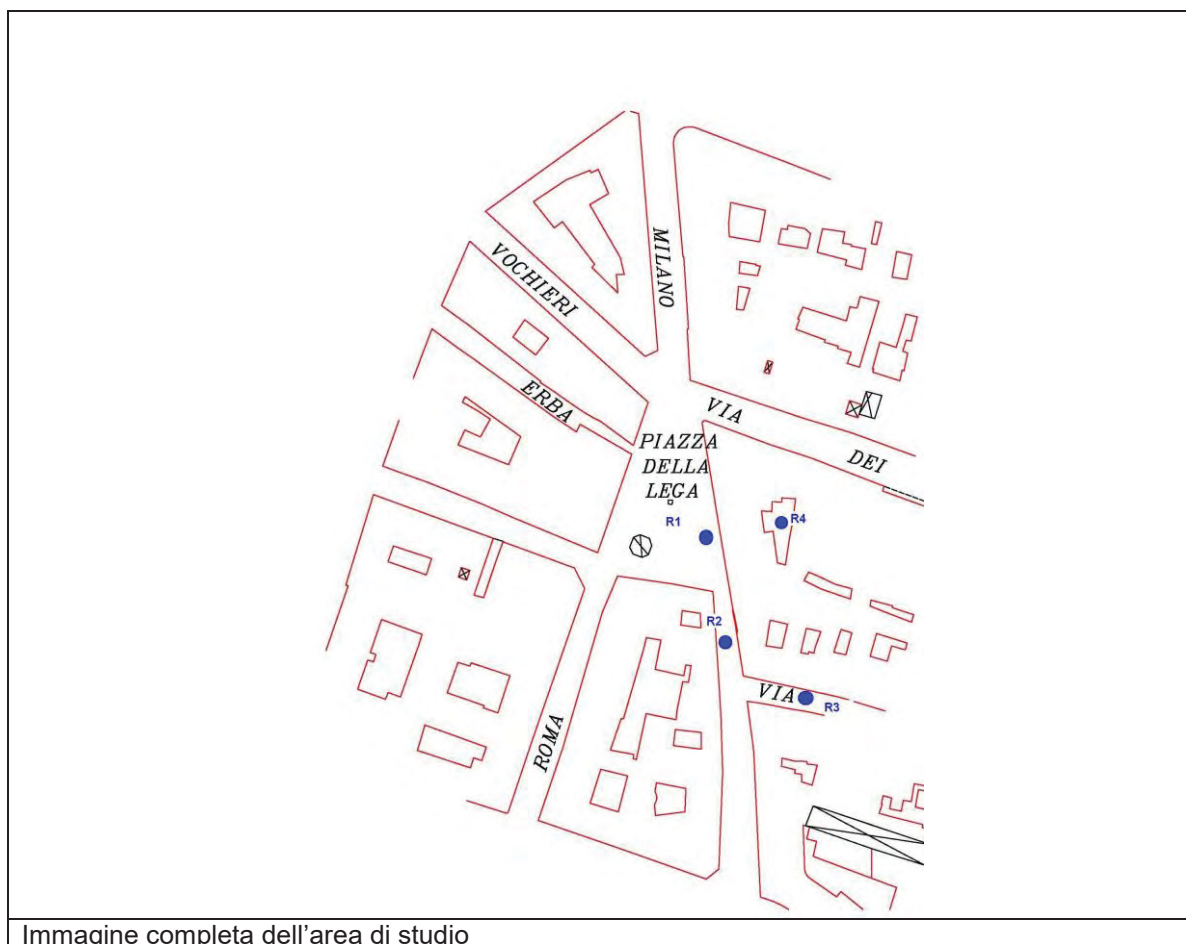 MILANO
VOCHIERI
ERBA
VIA
DEI
PIAZZA
DELLA
LEGA
R1
R4
R2
VIA
R3
ROMA
Immagine completa dell'area di studio